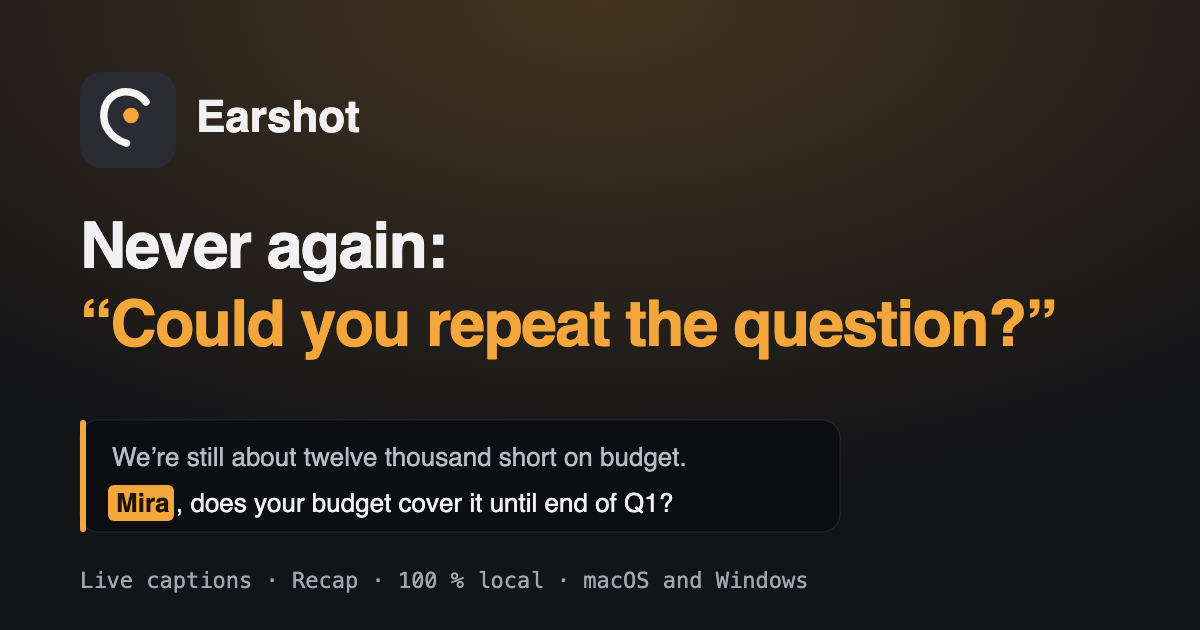 Earshot
Never again:
“Could you repeat the question?”
We’re still about twelve thousand short on budget.
Mira, does your budget cover it until end of Q1?
Live captions · Recap · 100 % local · macOS and Windows